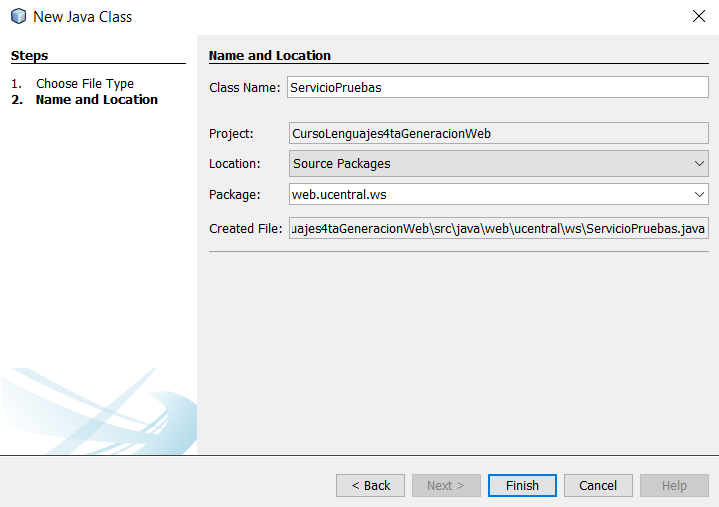 New Java Class
Steps
1. Choose File Type
2. Name and Location
Name and Location
Class Name: ServicioPruebas
Project: CursoLenguajes4taGeneracionWeb
Location: Source Packages
Package: web.ucentral.ws
Created File: uajes4taGeneracionWeb\src\java\web\ucentral\ws\ServicioPruebas.java
< Back Next > Finish Cancel Help